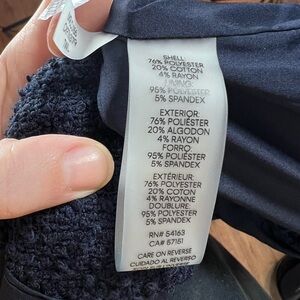 SHELL:
76% POLYESTER
20% COTTON
4% RAYON
LINING:
95% POLYESTER
5% SPANDEX
EXTERIOR:
76% POLIÉSTER
20% ALGODON
4% RAYON
FORRO:
95% POLIÉSTER
5% SPANDEX
EXTÉRIEUR:
76% POLYESTER
20% COTON
4% RAYONNE
DOUBLURE:
95% POLYESTER
5% SPANDEX
RN# 54163
CA# 57151
CARE ON REVERSE
CUIDADO AL REVERSO